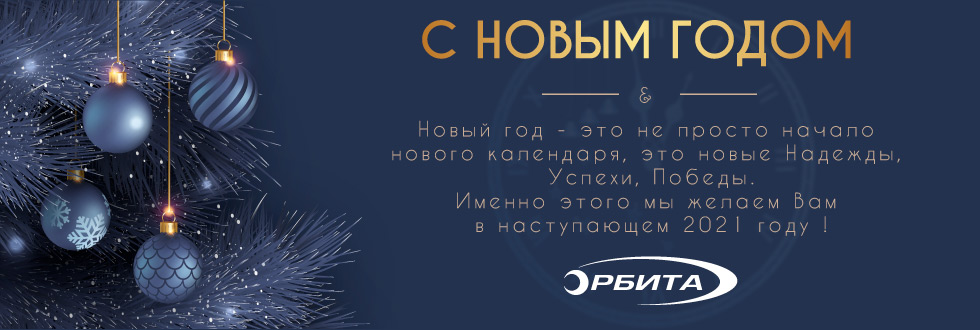 С НОВЫМ ГОДОМ
&
Новый год - это не просто начало
нового календаря, это новые Надежды,
Успехи, Победы.
Именно этого мы желаем Вам
в наступающем 2021 году !
ОРБИТА